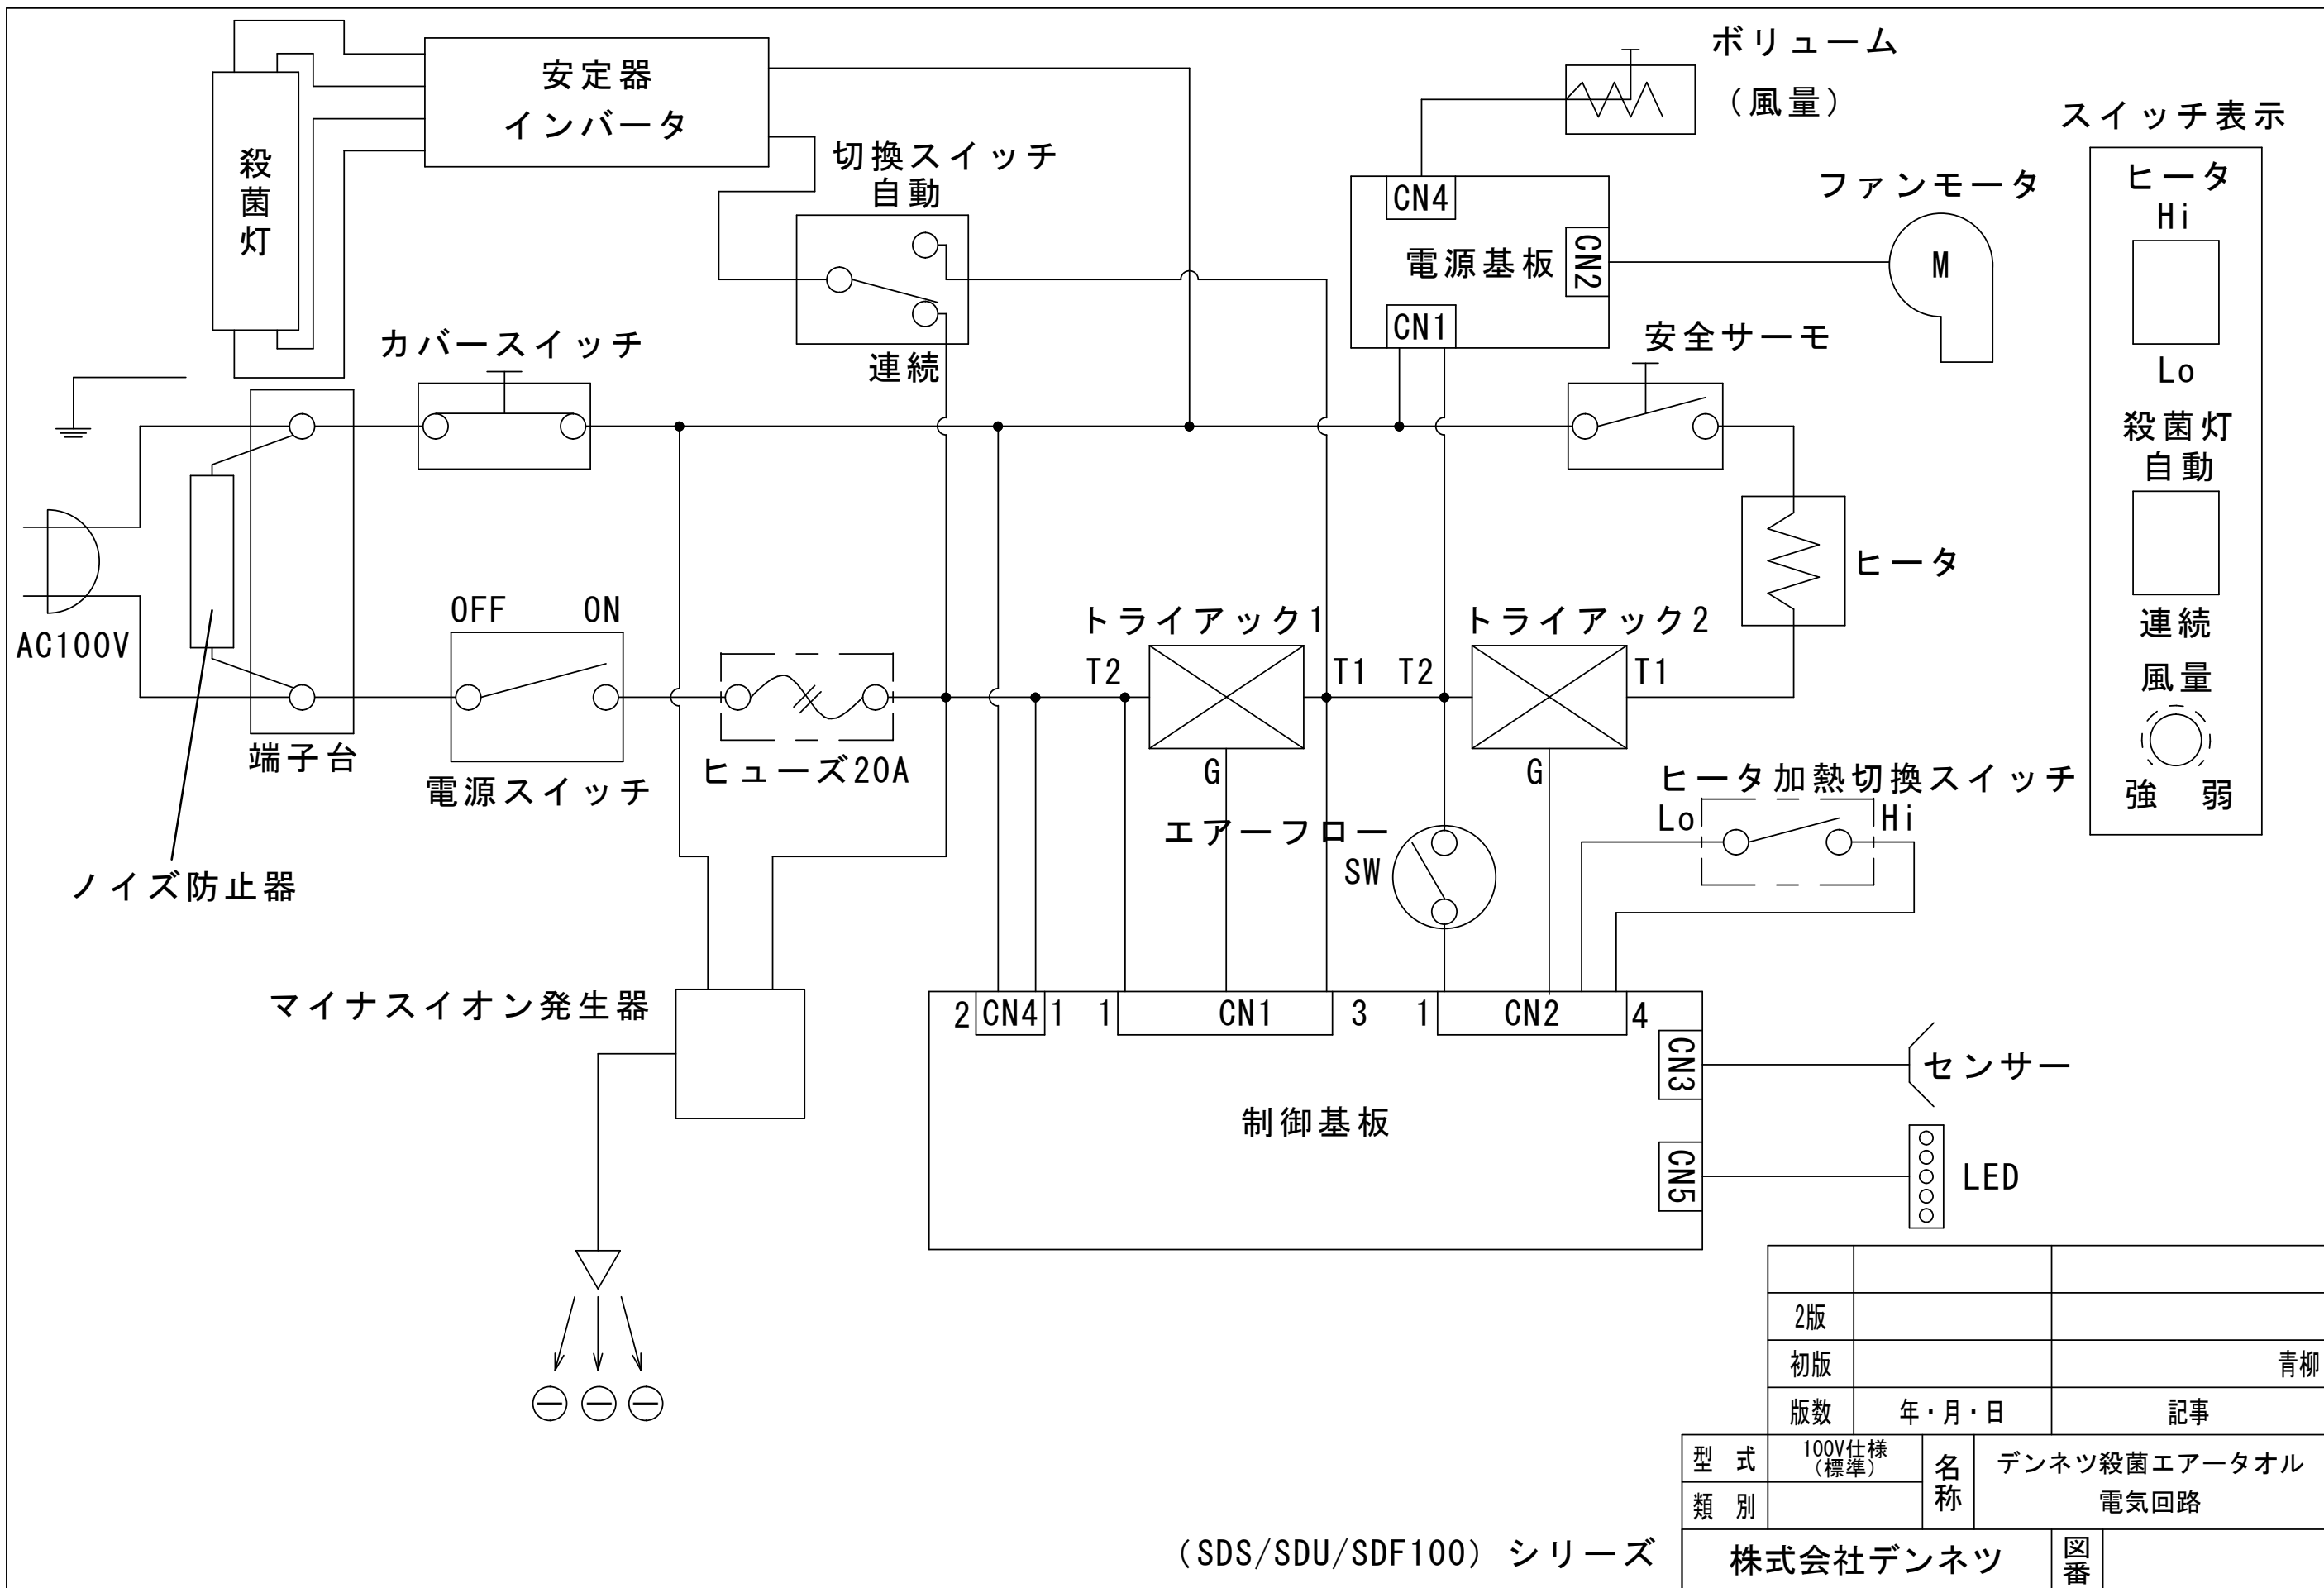 安定器
インバータ
殺菌灯
切換スイッチ
自動
連続
ボリューム
（風量）
CN4
電源基板
CN2
CN1
ファンモータ
M
スイッチ表示
ヒータ
Hi
Lo
殺菌灯
自動
連続
風量
強 弱
カバースイッチ
安全サーモ
ヒータ
AC100V
端子台
ノイズ防止器
OFF ON
電源スイッチ
ヒューズ20A
トライアック1
T2 T1
G
トライアック2
T2 T1
G
エアーフロー
SW
ヒータ加熱切換スイッチ
Lo Hi
マイナスイオン発生器
2 CN4 1
1 CN1 3
1 CN2 4
CN3
センサー
制御基板
CN5
LED
2版
初版 青柳
版数 年・月・日 記事
型式 100V仕様
（標準）
類別
名称
デンネツ殺菌エアータオル
電気回路
（SDS/SDU/SDF100）シリーズ
株式会社デンネツ
図番